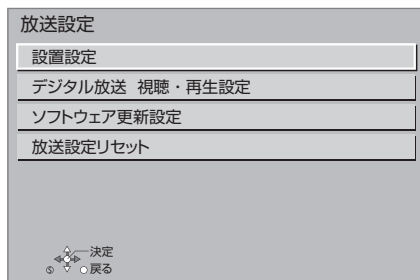 放送設定
設置設定
デジタル放送 視聴・再生設定
ソフトウェア更新設定
放送設定リセット
決定
戻る